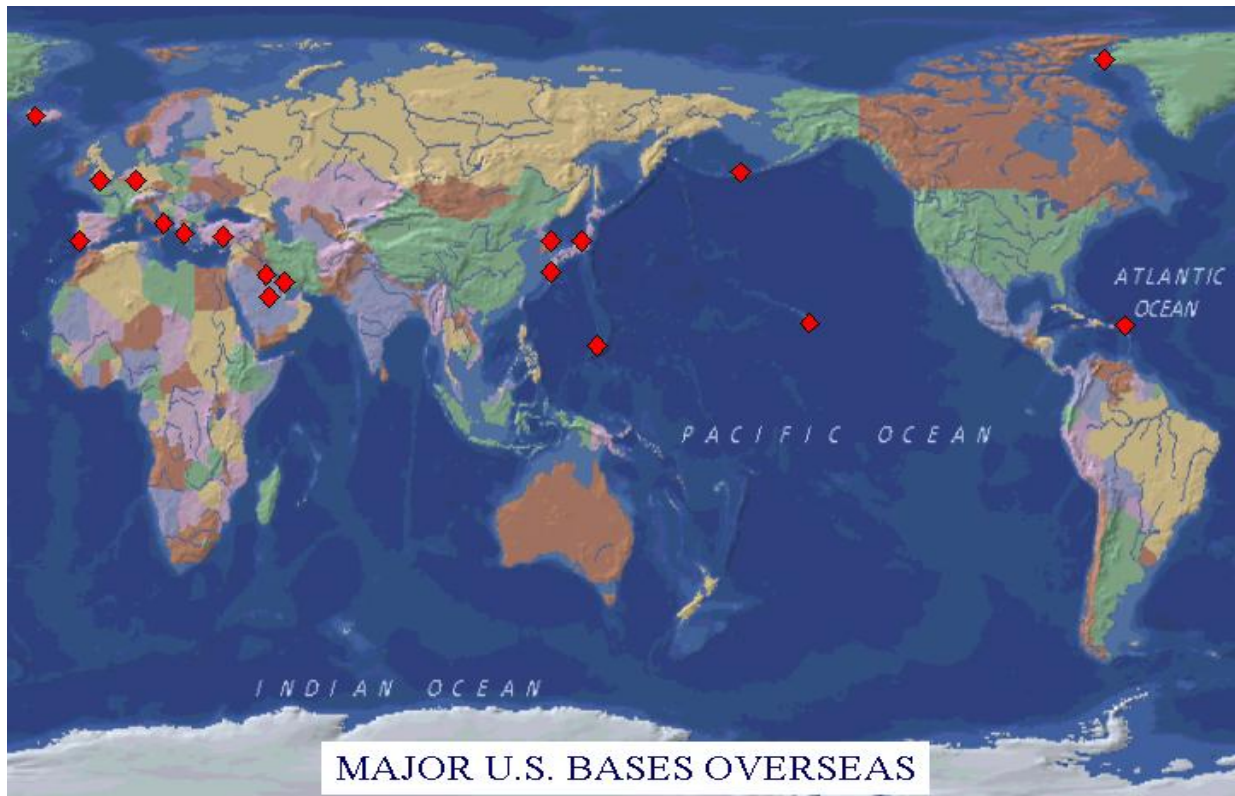 ATLANTIC
OCEAN
PACIFIC OCEAN
INDIAN OCEAN
MAJOR U.S. BASES OVERSEAS